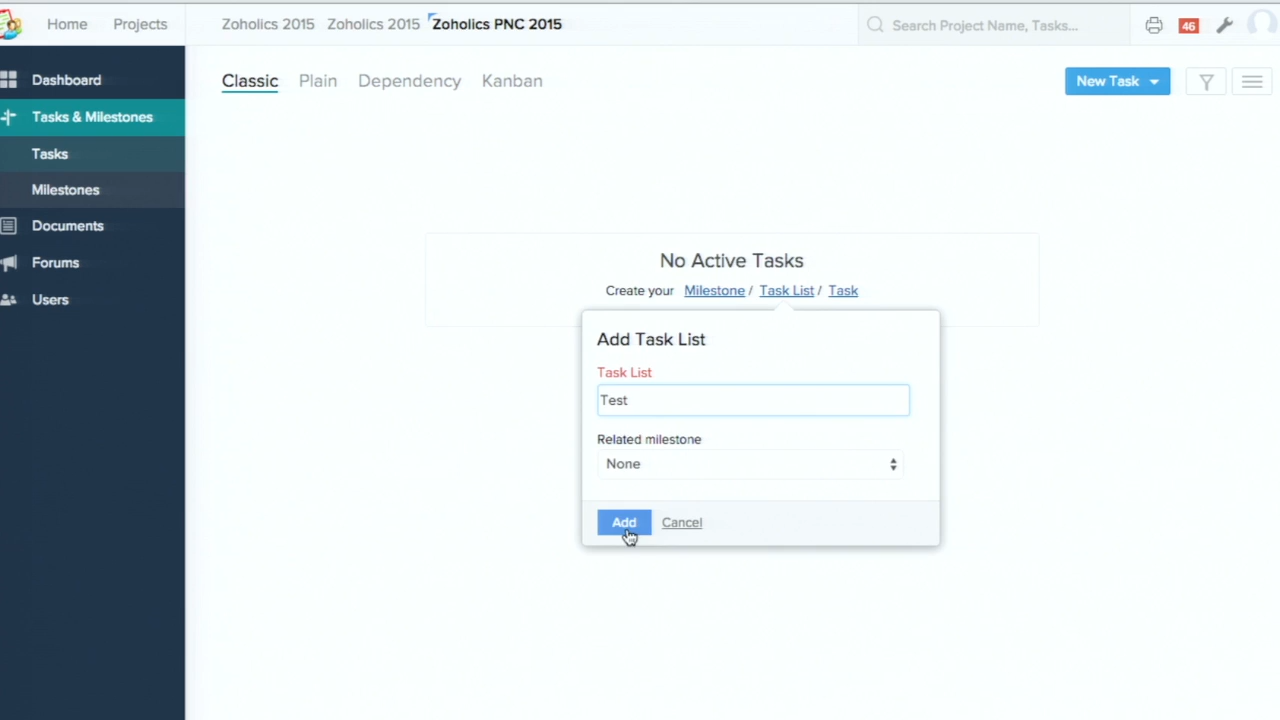 Home Projects Zoholics 2015 Zoholics 2015 Zoholics PNC 2015 Search Project Name, Tasks... 46
Dashboard
Tasks & Milestones
Tasks
Milestones
Documents
Forums
Users
Classic Plain Dependency Kanban New Task
No Active Tasks
Create your Milestone / Task List / Task
Add Task List
Task List
Test
Related milestone
None
Add Cancel